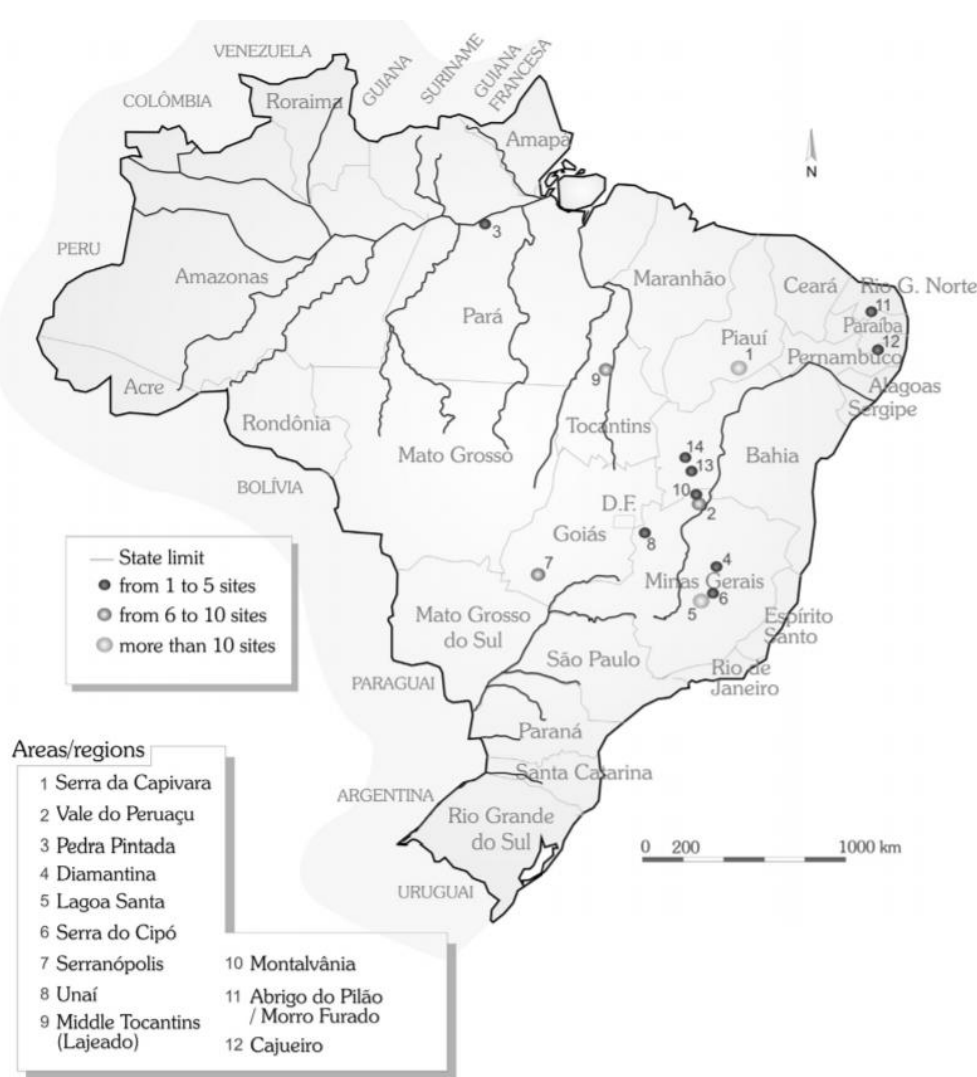 VENEZUELA
COLÔMBIA
GUIANA
SURINAME
GUIANA
FRANCESA
Roraima
Amapá
N
3
PERU
Amazonas
Maranhão
Ceará
Rio G. Norte
11
Pará
Piauí
1
Paraíba
12
Pernambuco
9
Acre
Alagoas
Sergipe
Rondônia
Tocantins
Mato Grosso
14
13
Bahia
BOLÍVIA
10
2
D.F.
Goiás
8
State limit
from 1 to 5 sites
from 6 to 10 sites
more than 10 sites
7
4
Minas Gerais
6
5
Mato Grosso
do Sul
Espírito
Santo
São Paulo
Rio de
Janeiro
PARAGUAI
Paraná
Santa Catarina
ARGENTINA
Rio Grande
do Sul
URUGUAI
0 200 1000 km
Areas/regions
1 Serra da Capivara
2 Vale do Peruaçu
3 Pedra Pintada
4 Diamantina
5 Lagoa Santa
6 Serra do Cipó
7 Serranópolis
8 Unaí
9 Middle Tocantins
(Lajeado)
10 Montalvânia
11 Abrigo do Pilão
/ Morro Furado
12 Cajueiro